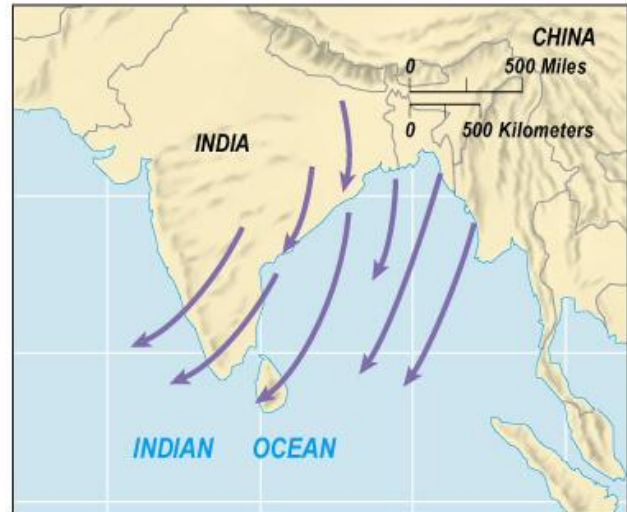 CHINA
0 500 Miles
0 500 Kilometers
INDIA
INDIAN OCEAN